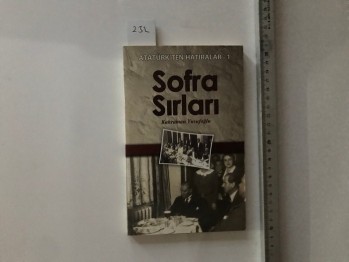 232
ATATÜRK'TEN HATIRALAR 1
Sofra
Sırları